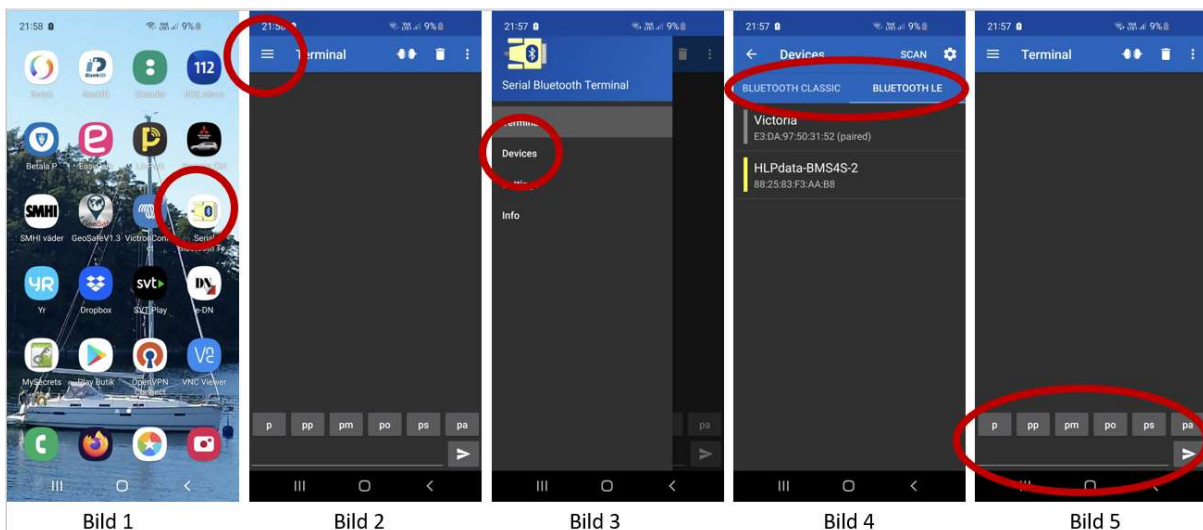 21:58
9%
Swish
BankID
112
Betala P
EasyPark
SMHI
SMHI väder
GeoSafe
GeoSafeV1.3
VictronConnect
Serial
Bluetooth Te
YR
Yr
Dropbox
svt
SVT Play
DN
e-DN
MySecrets
Play Butik
OpenVPN
Connect
VNC Viewer
Bild 1
9%
Terminal
p pp pm po ps pa
Bild 2
21:57
9%
Serial Bluetooth Terminal
Terminal
Devices
Settings
Info
pa
Bild 3
21:57
9%
Devices SCAN
BLUETOOTH CLASSIC BLUETOOTH LE
Victoria
E3:DA:97:50:31:52 (paired)
HLPdata-BMS4S-2
88:25:83:F3:AA:B8
Bild 4
21:57
9%
Terminal
p pp pm po ps pa
Bild 5